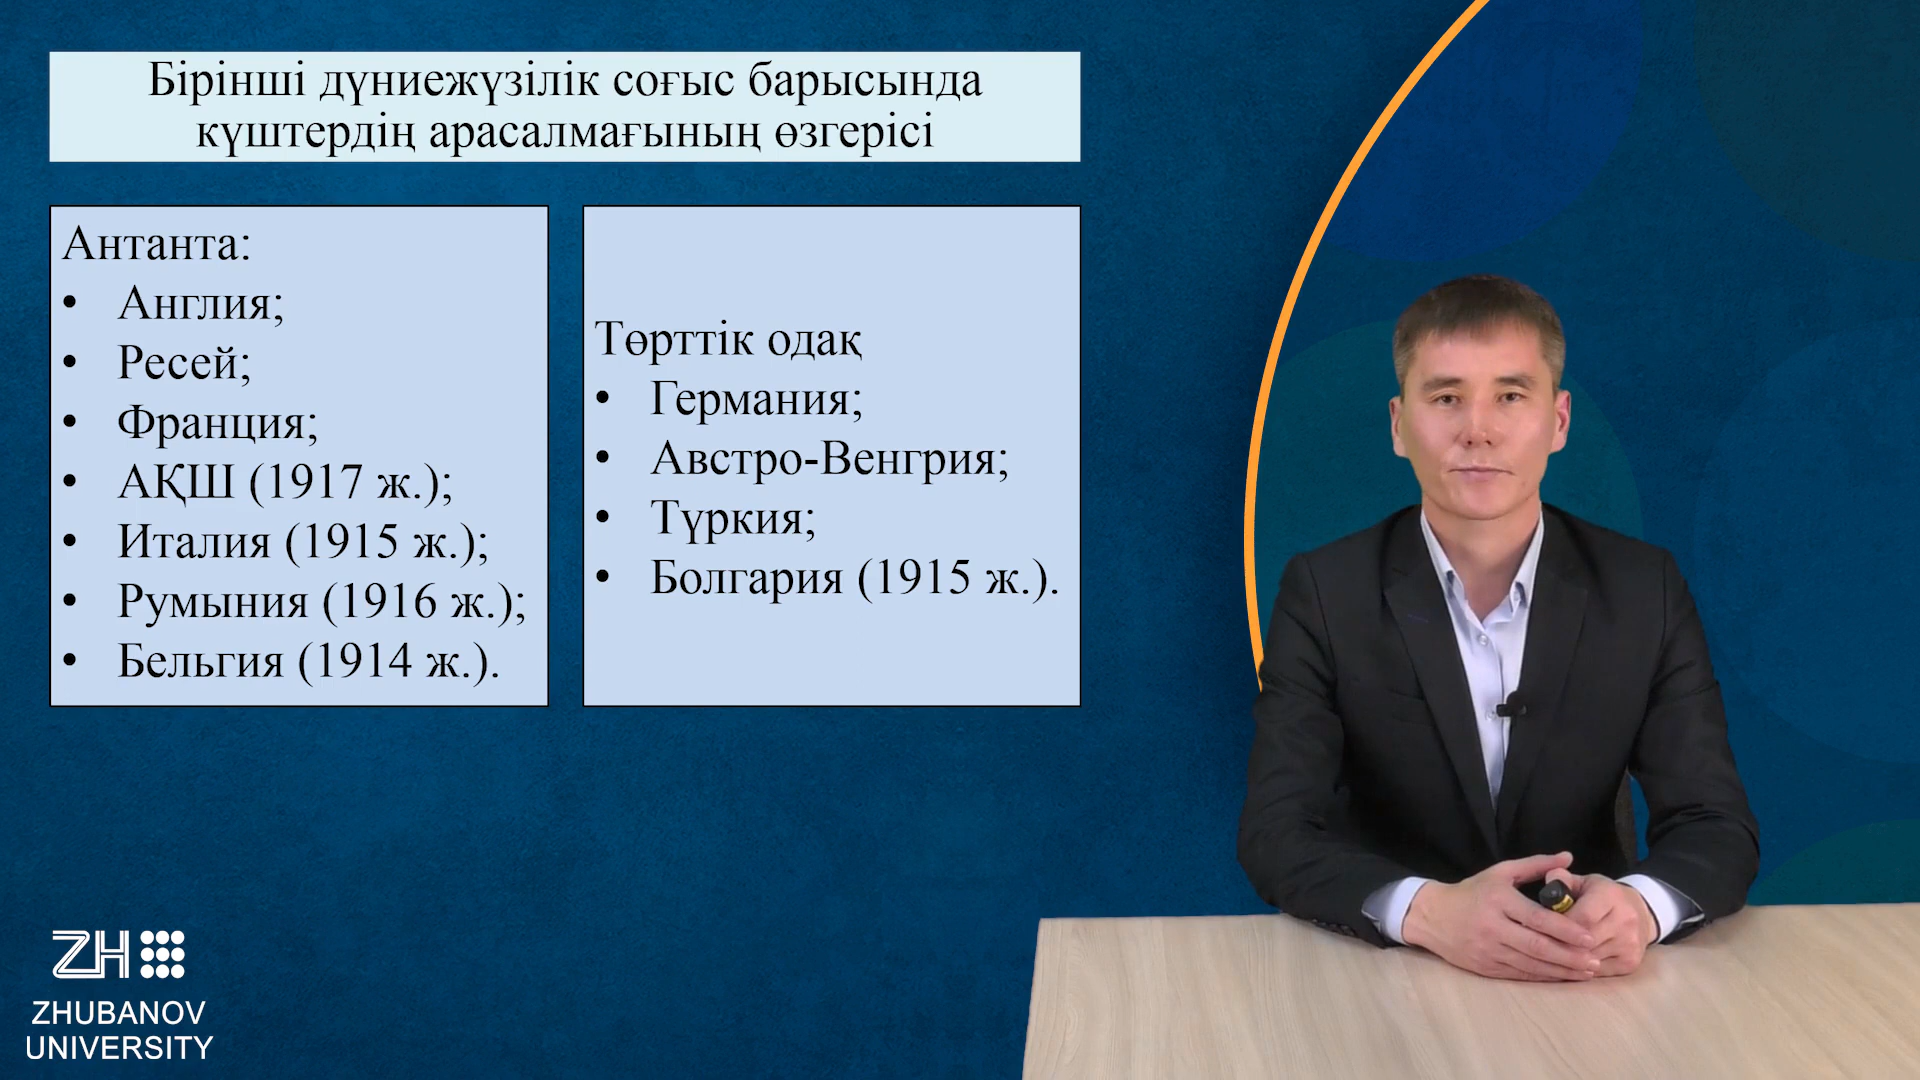 Бірінші дүниежүзілік соғыс барысында
күштердің арасалмағының өзгерісі
Антанта:
• Англия;
• Ресей;
• Франция;
• АҚШ (1917 ж.);
• Италия (1915 ж.);
• Румыния (1916 ж.);
• Бельгия (1914 ж.).
Төрттік одақ
• Германия;
• Австро-Венгрия;
• Түркия;
• Болгария (1915 ж.).
ZH
ZHUBANOV
UNIVERSITY